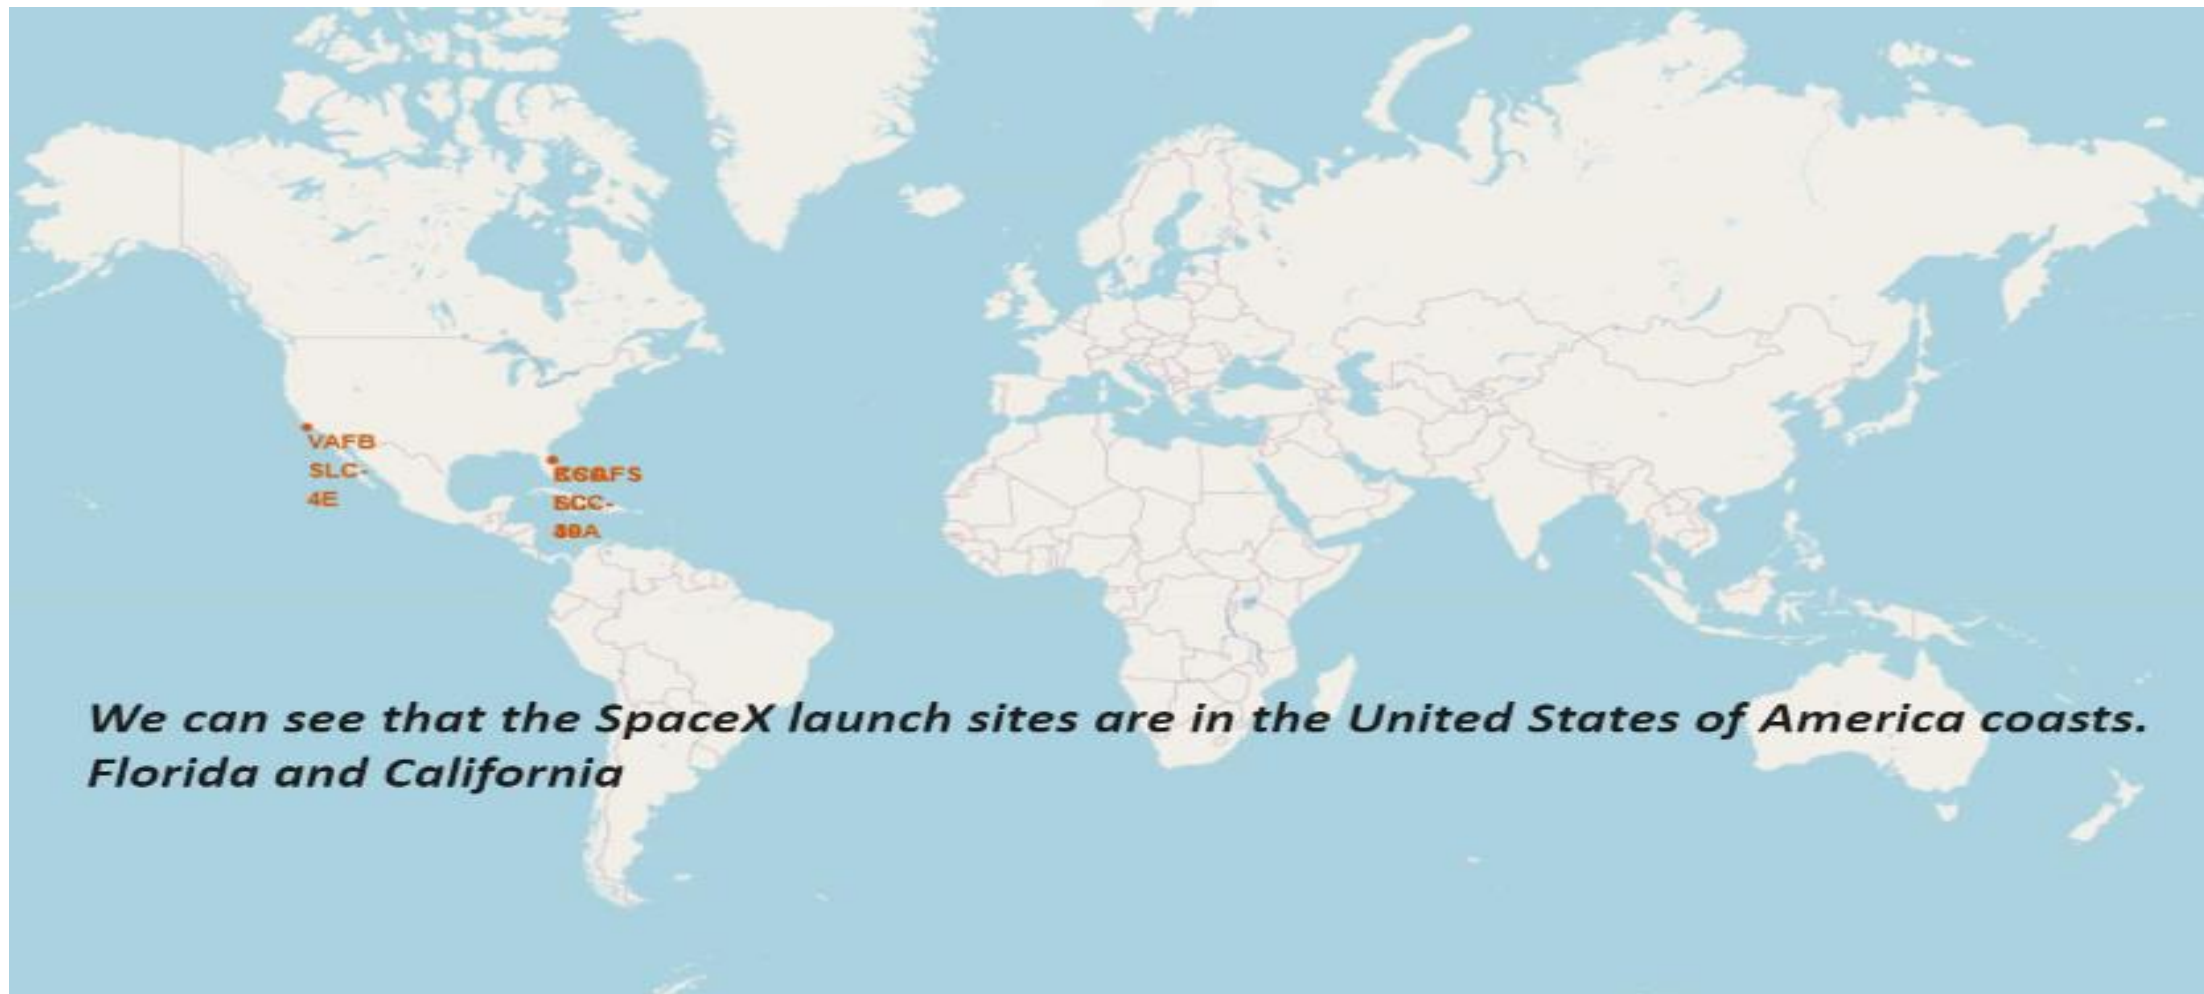 VAFB
SLC-
4E
We can see that the SpaceX launch sites are in the United States of America coasts.
Florida and California